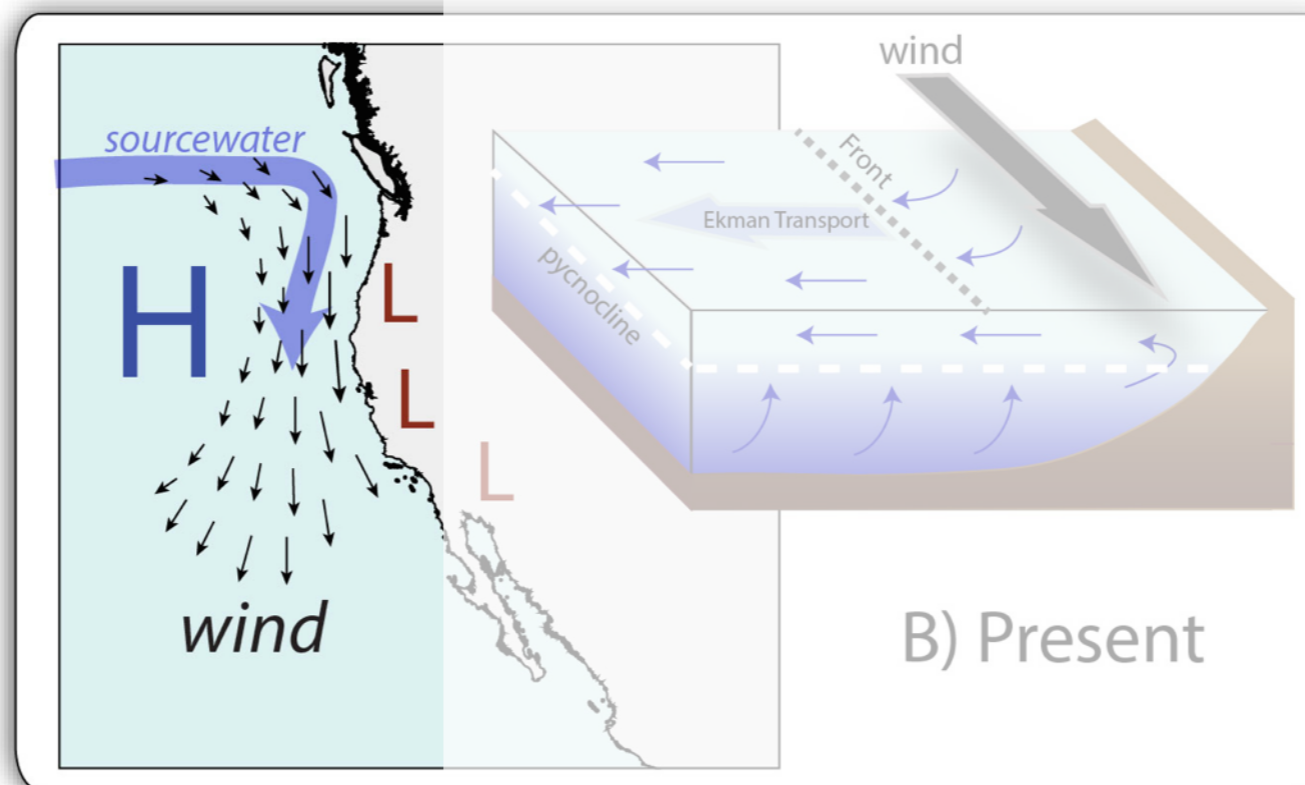 sourcewater
H
L
L
L
wind
wind
Front
Ekman Transport
pycnocline
B) Present